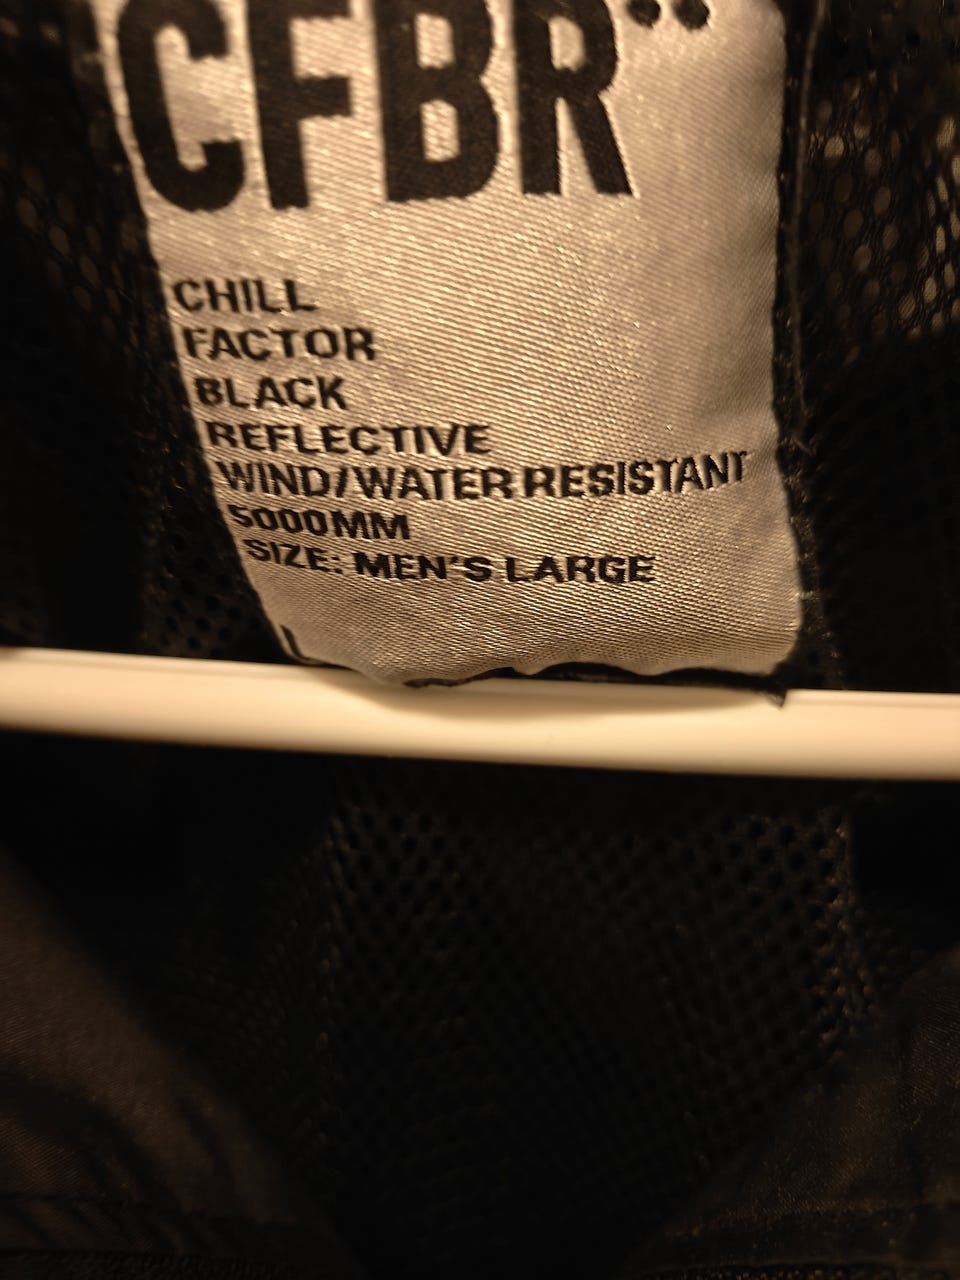 CFBR
CHILL
FACTOR
BLACK
REFLECTIVE
WIND/WATER RESISTANT
5000MM
SIZE: MEN'S LARGE